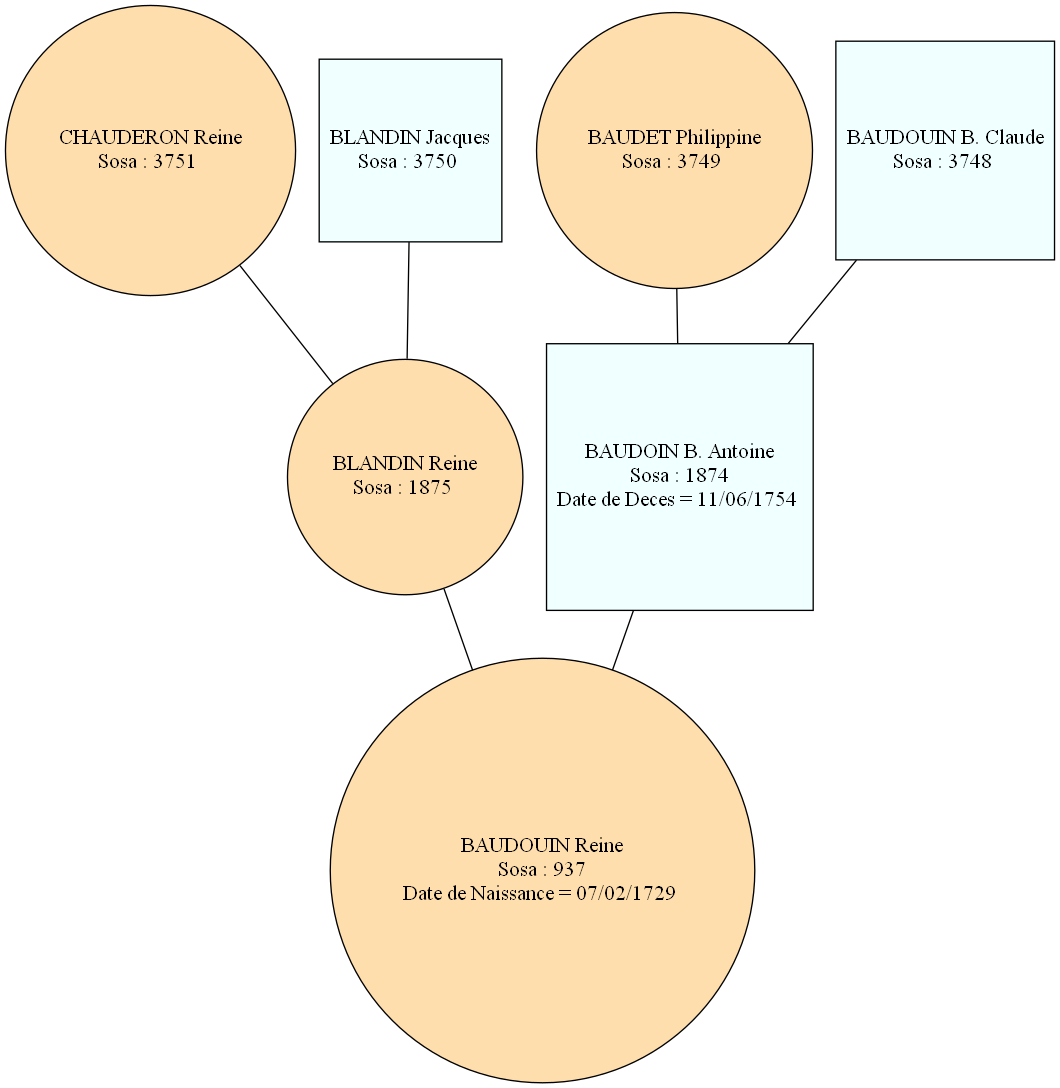 CHAUDERON Reine
Sosa : 3751
BLANDIN Jacques
Sosa : 3750
BAUDET Philippine
Sosa : 3749
BAUDOUIN B. Claude
Sosa : 3748
BLANDIN Reine
Sosa : 1875
BAUDOIN B. Antoine
Sosa : 1874
Date de Deces = 11/06/1754
BAUDOUIN Reine
Sosa : 937
Date de Naissance = 07/02/1729